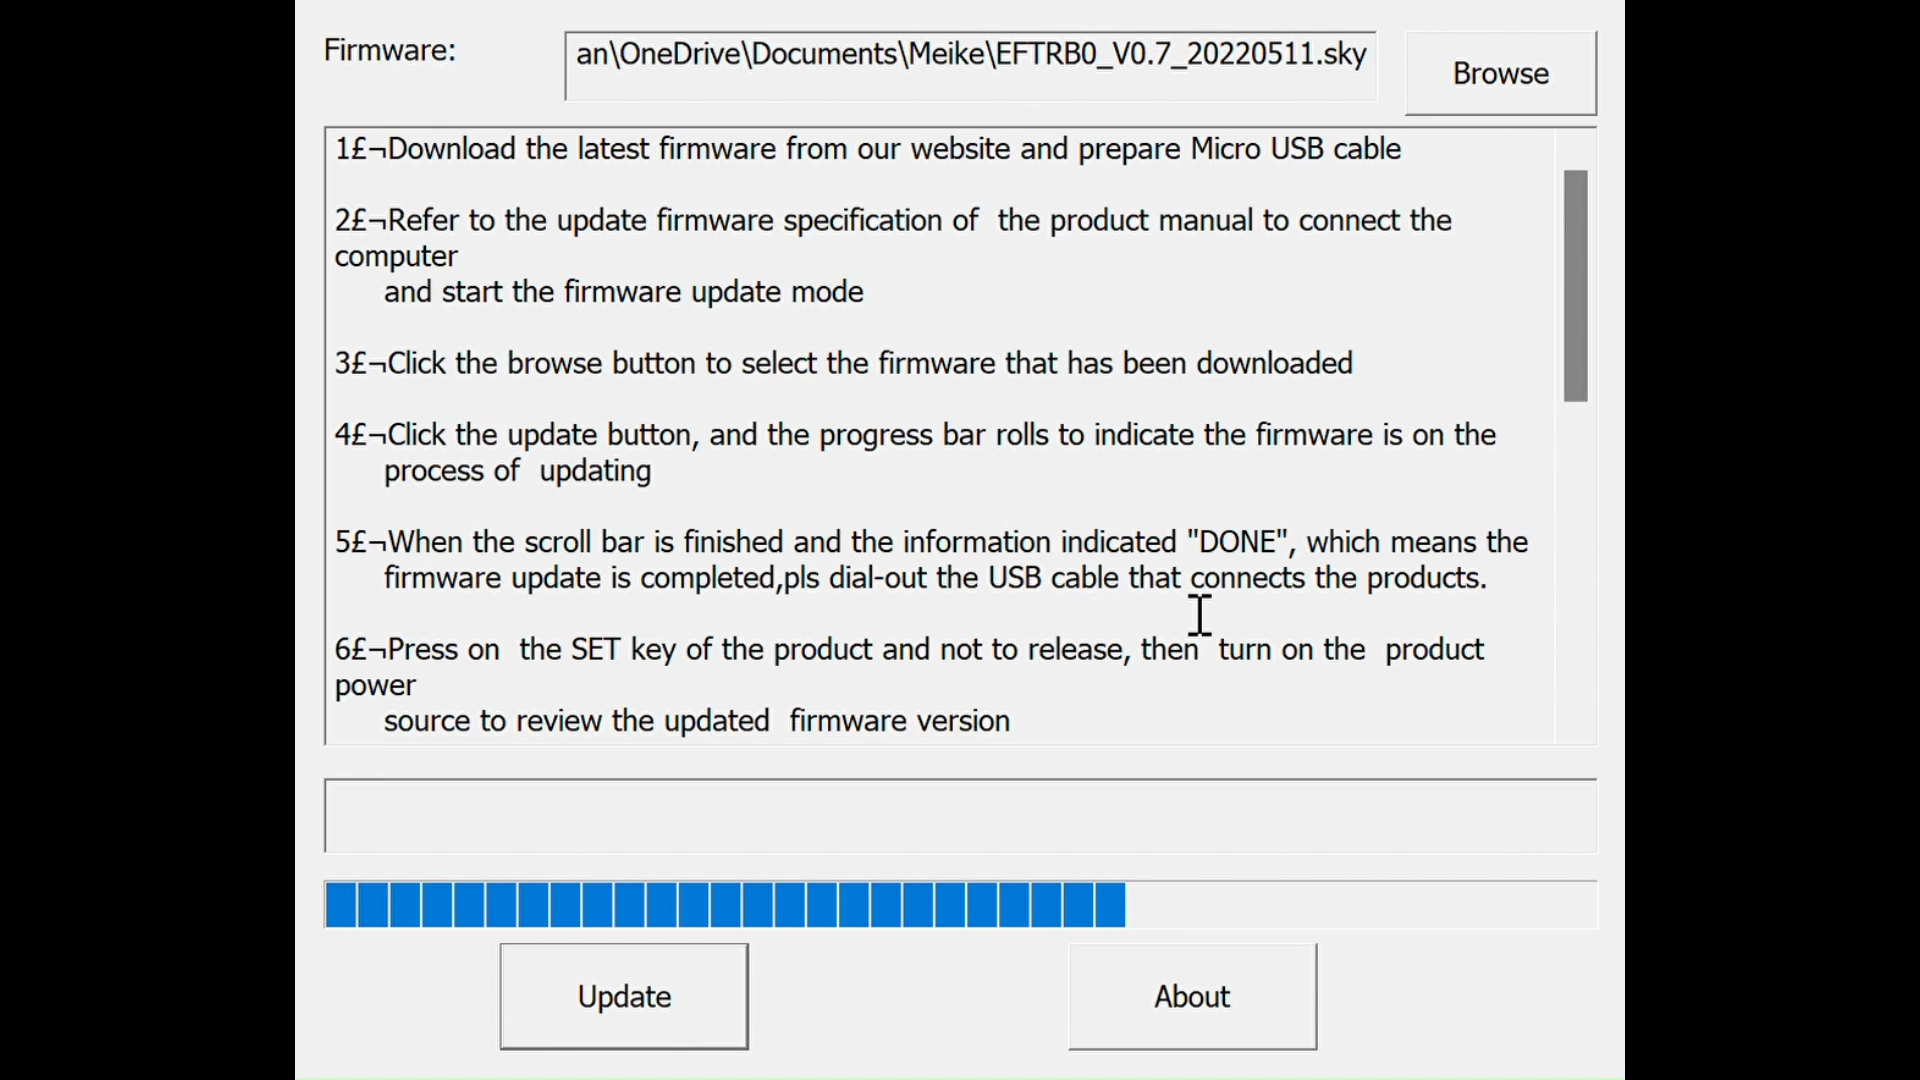 Firmware:
an\OneDrive\Documents\Meike\EFTRB0_V0.7_20220511.sky
Browse
1£¬Download the latest firmware from our website and prepare Micro USB cable
2£¬Refer to the update firmware specification of  the product manual to connect the
computer
and start the firmware update mode
3£¬Click the browse button to select the firmware that has been downloaded
4£¬Click the update button, and the progress bar rolls to indicate the firmware is on the
process of  updating
5£¬When the scroll bar is finished and the information indicated "DONE", which means the
firmware update is completed,pls dial-out the USB cable that connects the products.
6£¬Press on  the SET key of the product and not to release, then  turn on the  product
power
source to review the updated  firmware version
Update
About